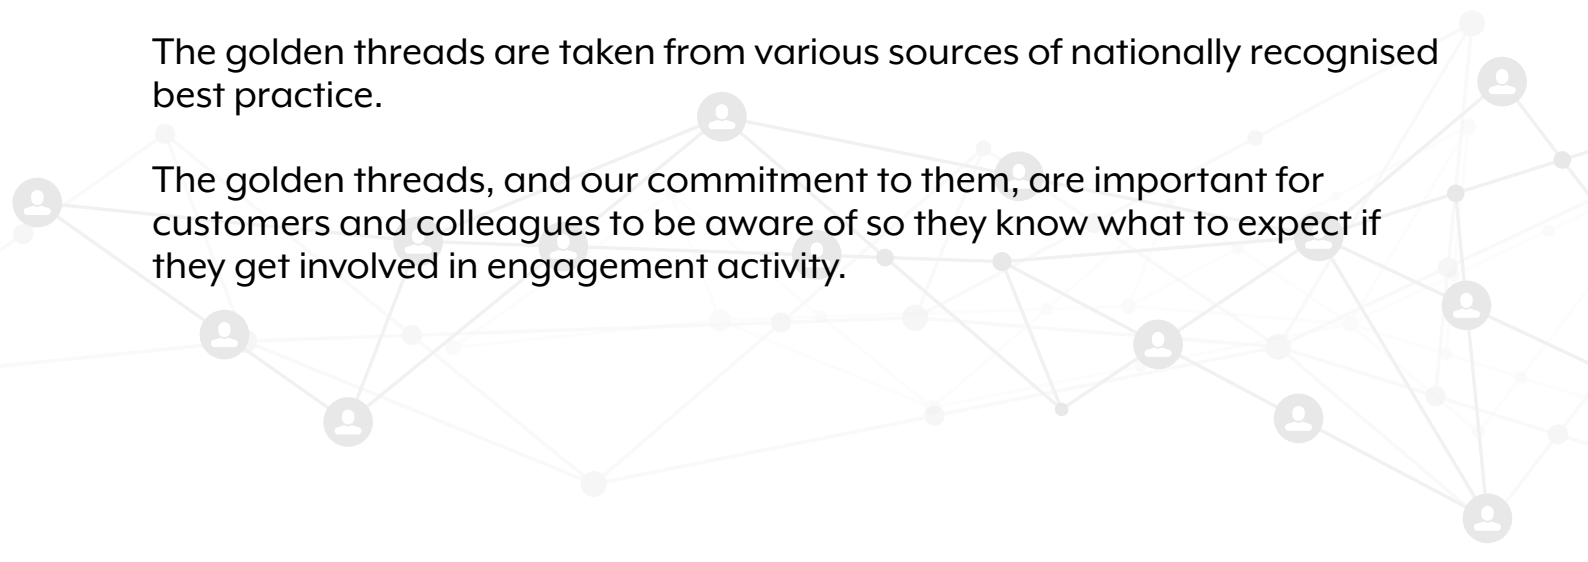 The golden threads are taken from various sources of nationally recognised
best practice.
The golden threads, and our commitment to them, are important for
customers and colleagues to be aware of so they know what to expect if
they get involved in engagement activity.